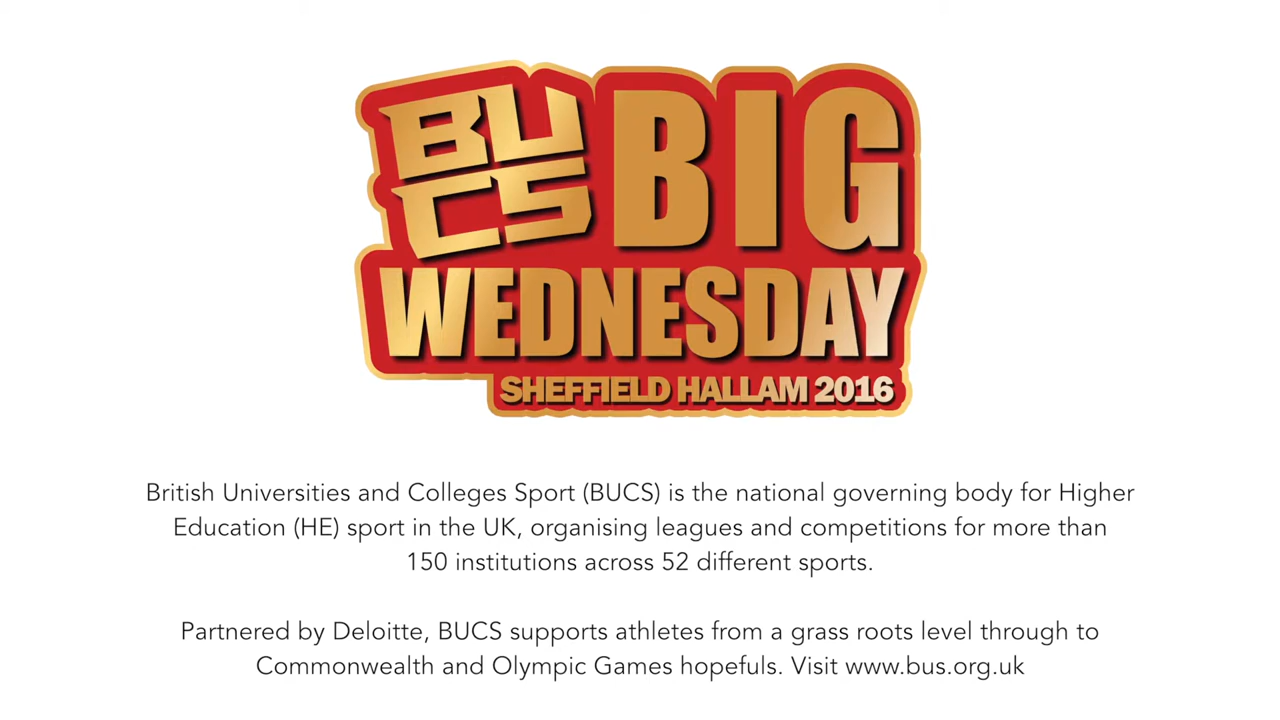 BUCS BIG
WEDNESDAY
SHEFFIELD HALLAM 2016
British Universities and Colleges Sport (BUCS) is the national governing body for Higher
Education (HE) sport in the UK, organising leagues and competitions for more than
150 institutions across 52 different sports.
Partnered by Deloitte, BUCS supports athletes from a grass roots level through to
Commonwealth and Olympic Games hopefuls. Visit www.bus.org.uk